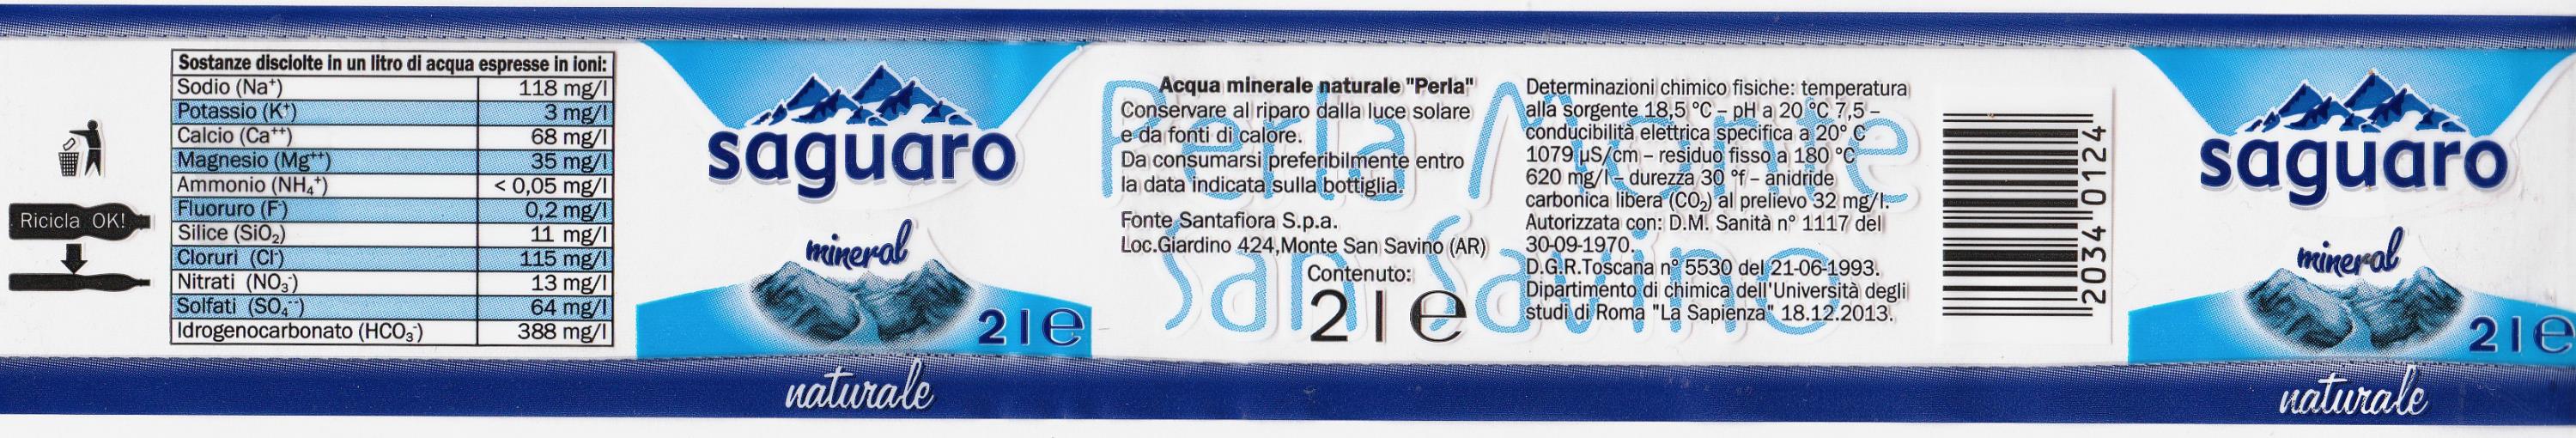 Ricicla OK!
Sostanze disciolte in un litro di acqua espresse in ioni:
Sodio (Na⁺) 118 mg/l
Potassio (K⁺) 3 mg/l
Calcio (Ca⁺⁺) 68 mg/l
Magnesio (Mg⁺⁺) 35 mg/l
Ammonio (NH₄⁺) < 0,05 mg/l
Fluoruro (F⁻) 0,2 mg/l
Silice (SiO₂) 11 mg/l
Cloruri (Cl⁻) 115 mg/l
Nitrati (NO₃⁻) 13 mg/l
Solfati (SO₄⁻⁻) 64 mg/l
Idrogenocarbonato (HCO₃⁻) 388 mg/l
saguaro
mineral
2 l e
naturale
Perla Monte
San Savino
Acqua minerale naturale "Perla"
Conservare al riparo dalla luce solare
e da fonti di calore.
Da consumarsi preferibilmente entro
la data indicata sulla bottiglia.
Fonte Santafiora S.p.a.
Loc.Giardino 424,Monte San Savino (AR)
Contenuto:
2 l e
Determinazioni chimico fisiche: temperatura
alla sorgente 18,5 °C – pH a 20 °C 7,5 –
conducibilità elettrica specifica a 20° C
1079 µS/cm – residuo fisso a 180 °C
620 mg/l – durezza 30 °f – anidride
carbonica libera (CO₂) al prelievo 32 mg/l.
Autorizzata con: D.M. Sanità n° 1117 del
30-09-1970.
D.G.R.Toscana n° 5530 del 21-06-1993.
Dipartimento di chimica dell'Università degli
studi di Roma "La Sapienza" 18.12.2013.
2034 0124
saguaro
mineral
2 l e
naturale